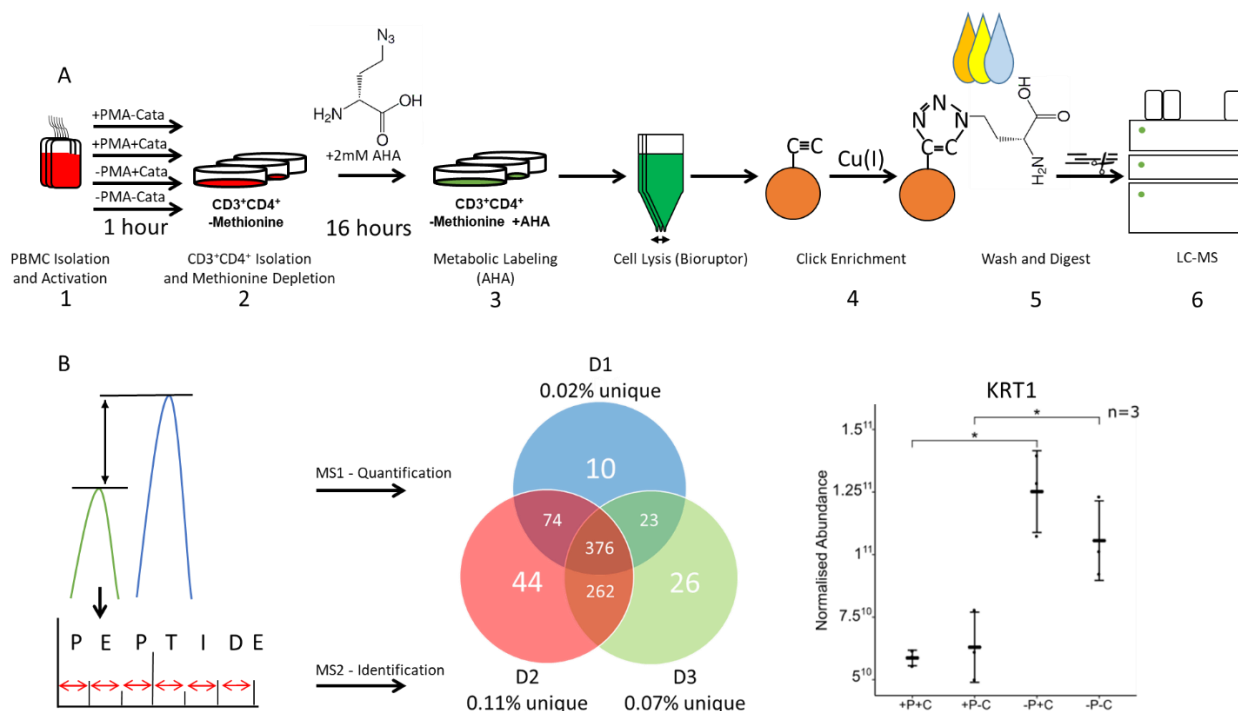 A
+PMA-Cata
+PMA+Cata
-PMA+Cata
-PMA-Cata
1 hour
PBMC Isolation
and Activation
1
CD3⁺CD4⁺
-Methionine
CD3⁺CD4⁺ Isolation
and Methionine Depletion
2
N₃
OH
H₂N
O
+2mM AHA
16 hours
CD3⁺CD4⁺
-Methionine +AHA
Metabolic Labeling
(AHA)
3
Cell Lysis (Bioruptor)
C≡C
Cu(I)
Click Enrichment
4
N
N
N
C=C
OH
O
NH₂
Wash and Digest
5
LC-MS
6
B
P E P T I D E
MS1 - Quantification
MS2 - Identification
D1
0.02% unique
10
74
23
376
44
262
26
D2
0.11% unique
D3
0.07% unique
KRT1
n=3
*
*
Normalised Abundance
1.5¹¹
1.25¹¹
1¹¹
7.5¹⁰
5¹⁰
+P+C
+P-C
-P+C
-P-C